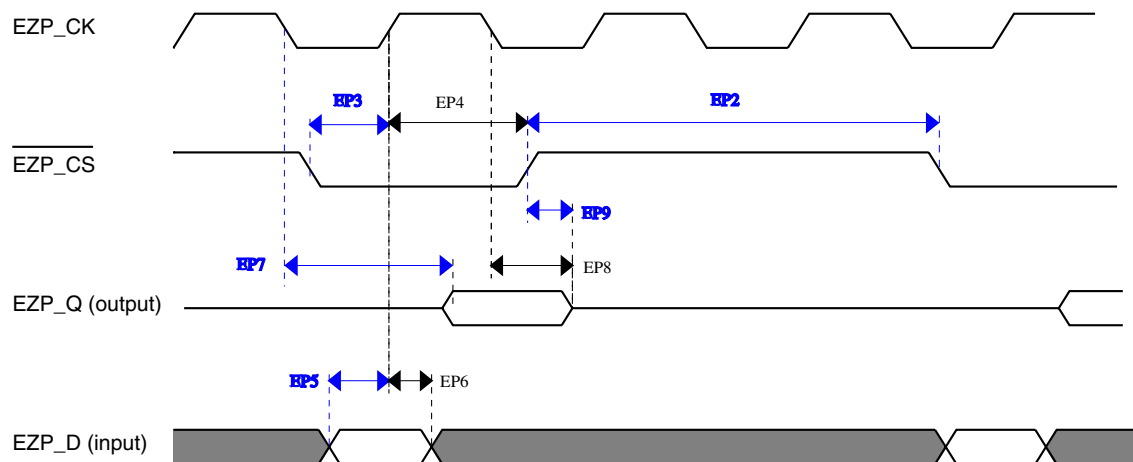 EZP_CK
EP3 EP4 EP2
EZP_CS
EP9
EP7 EP8
EZP_Q (output)
EP5 EP6
EZP_D (input)